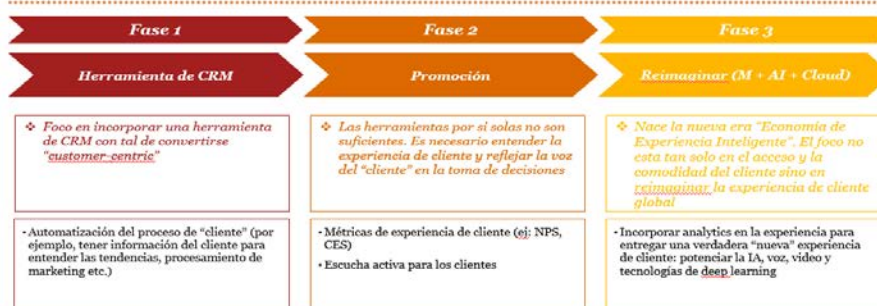 Fase 1
Fase 2
Fase 3
Herramienta de CRM
Promoción
Reimaginar (M + AI + Cloud)
❖ Foco en incorporar una herramienta
de CRM con tal de convertirse
"customer-centric"
❖ Las herramientas por si solas no son
suficientes. Es necesario entender la
experiencia de cliente y reflejar la voz
del "cliente" en la toma de decisiones
❖ Nace la nueva era "Economía de
Experiencia Inteligente". El foco no
esta tan solo en el acceso y la
comodidad del cliente sino en
reimaginar la experiencia de cliente
global
- Automatización del proceso de "cliente" (por
ejemplo, tener información del cliente para
entender las tendencias, procesamiento de
marketing etc.)
• Métricas de experiencia de cliente (ej: NPS,
CES)
• Escucha activa para los clientes
• Incorporar analytics en la experiencia para
entregar una verdadera "nueva" experiencia
de cliente: potenciar la IA, voz, video y
tecnologías de deep learning